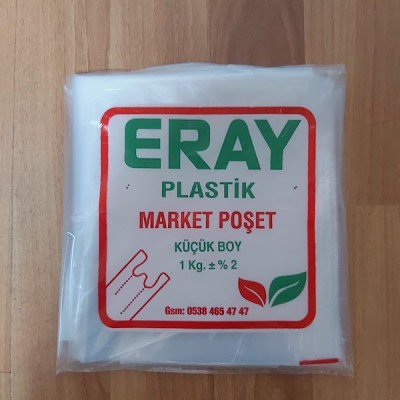 ERAY
PLASTİK
MARKET POŞET
KÜÇÜK BOY
1 Kg. ± % 2
Gsm: 0538 465 47 47